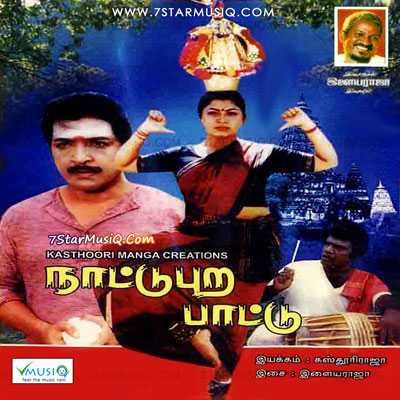 WWW.7STARMUSIQ.COM
இசைஞானி
இளையராஜா
7StarMusiQ.Com
KASTHOORI MANGA CREATIONS
நாட்டுபுற
பாட்டு
இயக்கம் : கஸ்தூரிராஜா
இசை : இளையராஜா
VMUSIQ
feel the music rain